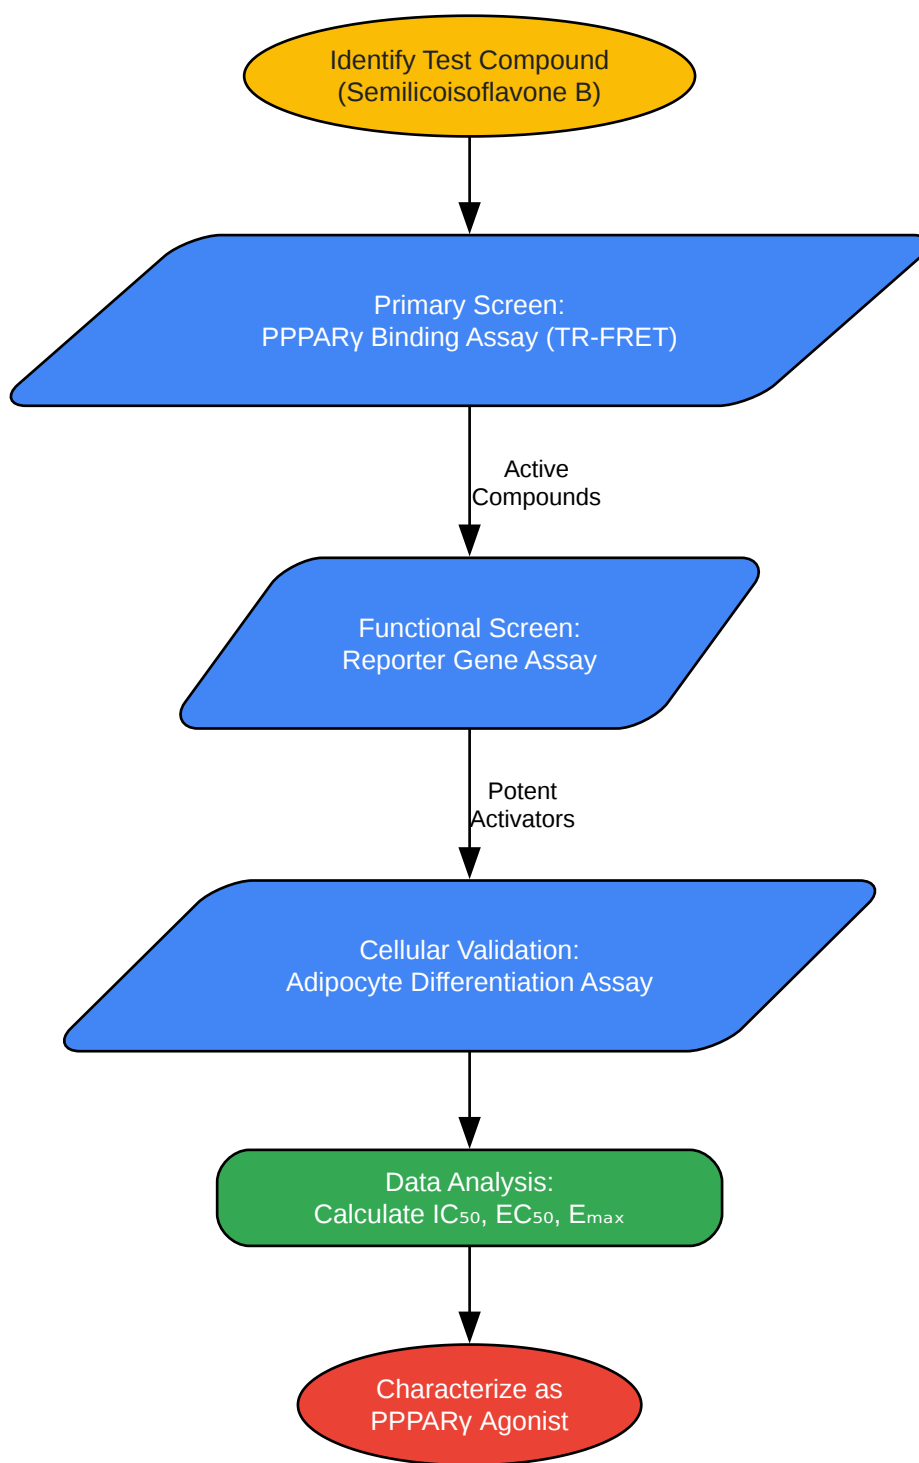 Identify Test Compound
(Semilicoisoflavone B)
Primary Screen:
PPPARγ Binding Assay (TR-FRET)
Active
Compounds
Functional Screen:
Reporter Gene Assay
Potent
Activators
Cellular Validation:
Adipocyte Differentiation Assay
Data Analysis:
Calculate IC₅₀, EC₅₀, Eₘₐₓ
Characterize as
PPPARγ Agonist